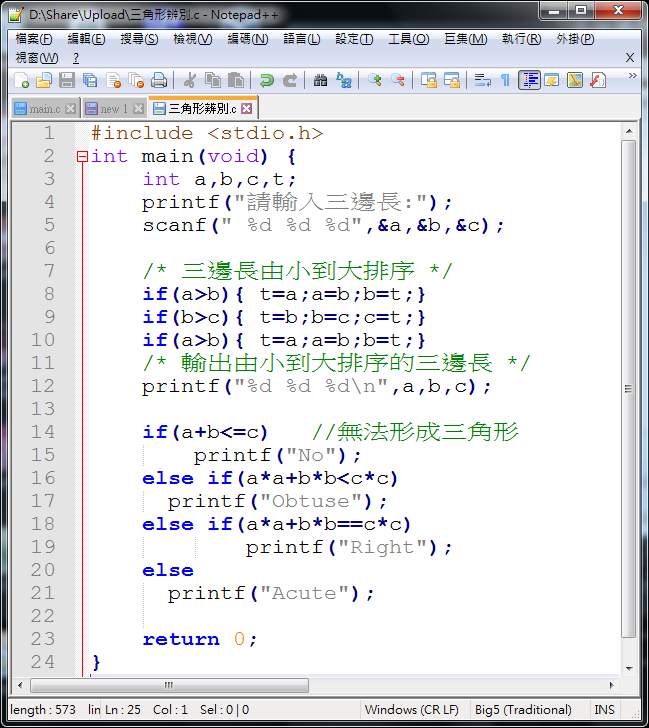 D:\Share\Upload\三角形辨別.c - Notepad++
檔案(F) 編輯(E) 搜尋(S) 檢視(V) 編碼(N) 語言(L) 設定(T) 工具(O) 巨集(M) 執行(R) 外掛(P)
視窗(W) ? X
main.c new 1 三角形辨別.c
1 #include <stdio.h>
2 int main(void) {
3 int a,b,c,t;
4 printf("請輸入三邊長:");
5 scanf(" %d %d %d",&a,&b,&c);
6
7 /* 三邊長由小到大排序 */
8 if(a>b){ t=a;a=b;b=t;}
9 if(b>c){ t=b;b=c;c=t;}
10 if(a>b){ t=a;a=b;b=t;}
11 /* 輸出由小到大排序的三邊長 */
12 printf("%d %d %d\n",a,b,c);
13
14 if(a+b<=c) //無法形成三角形
15 printf("No");
16 else if(a*a+b*b<c*c)
17 printf("Obtuse");
18 else if(a*a+b*b==c*c)
19 printf("Right");
20 else
21 printf("Acute");
22
23 return 0;
24 }
length : 573 lin Ln : 25 Col : 1 Sel : 0 | 0 Windows (CR LF) Big5 (Traditional) INS